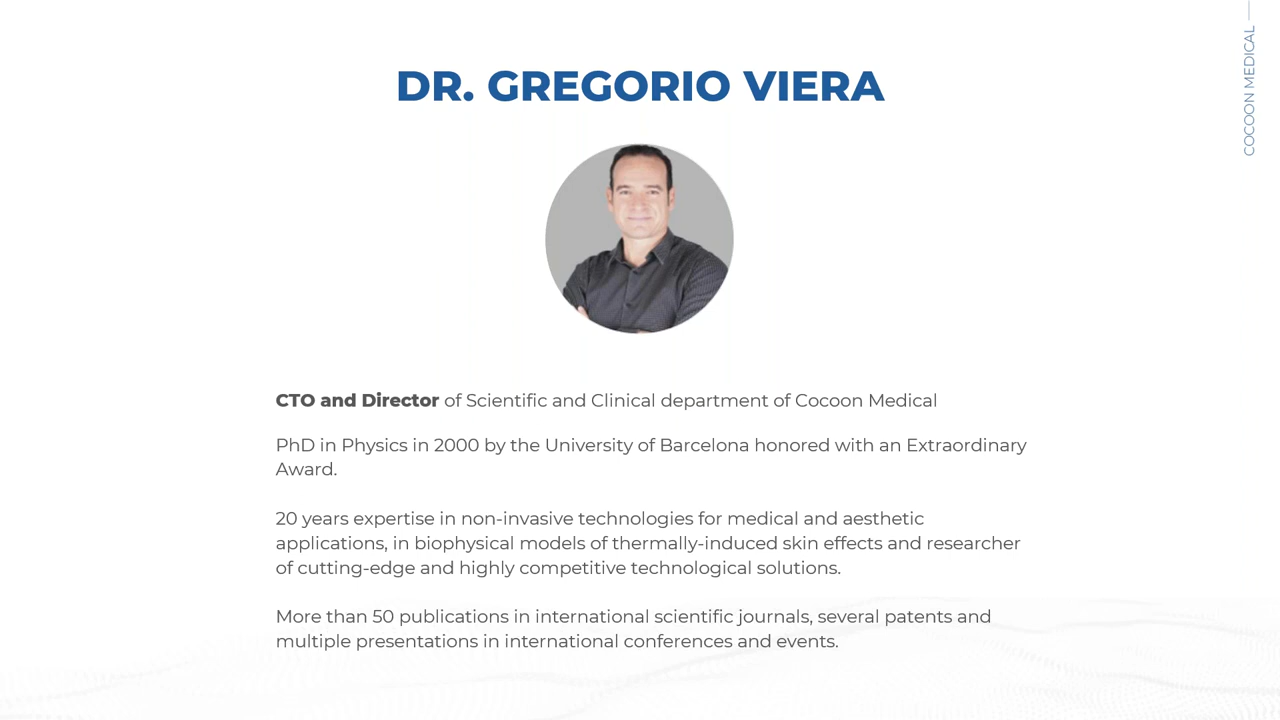 DR. GREGORIO VIERA
COCOON MEDICAL
CTO and Director of Scientific and Clinical department of Cocoon Medical
PhD in Physics in 2000 by the University of Barcelona honored with an Extraordinary
Award.
20 years expertise in non-invasive technologies for medical and aesthetic
applications, in biophysical models of thermally-induced skin effects and researcher
of cutting-edge and highly competitive technological solutions.
More than 50 publications in international scientific journals, several patents and
multiple presentations in international conferences and events.